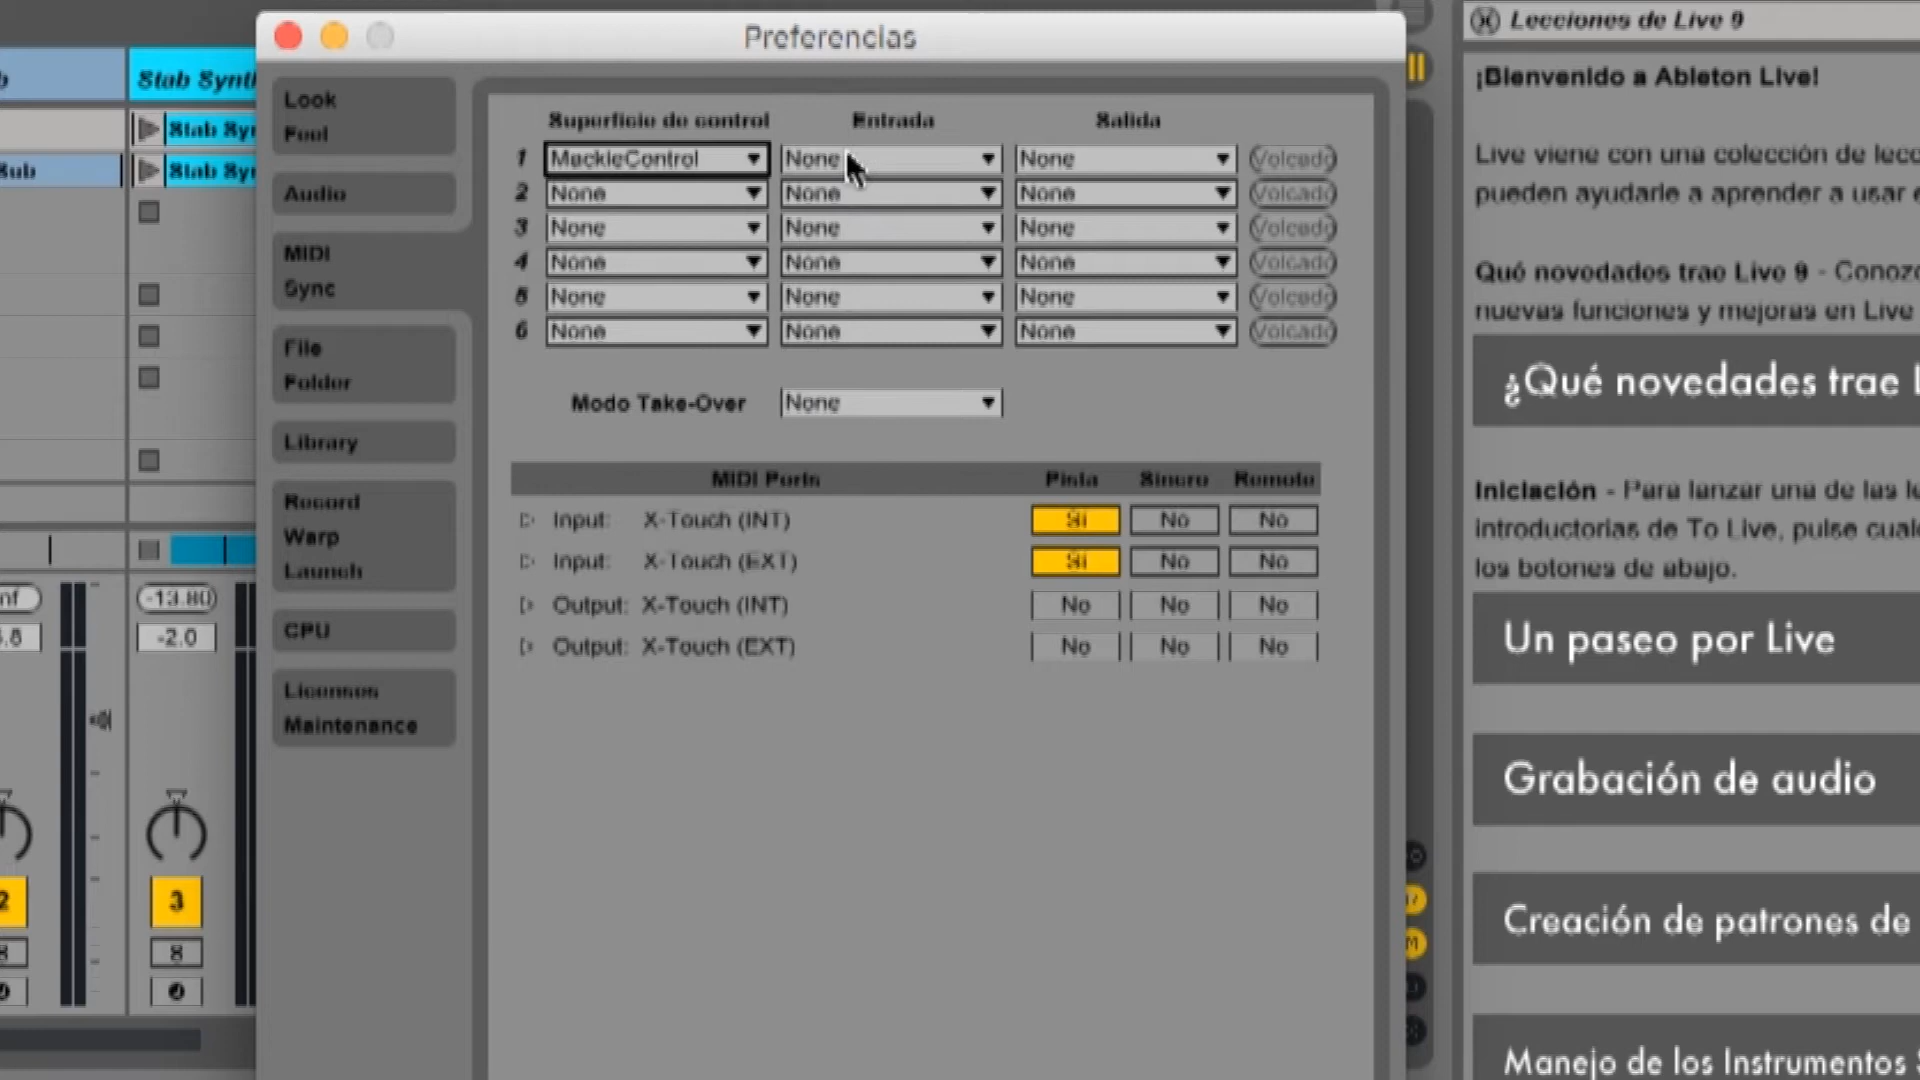 Preferencias
Lecciones de Live 9
Stab Synth
Stab Syn
Stab Syn
Sub
Look
Feel
Audio
MIDI
Sync
File
Folder
Library
Record
Warp
Launch
CPU
Licenses
Maintenance
Superficie de control Entrada Salida
1 MackieControl None None Volcado
2 None None None Volcado
3 None None None Volcado
4 None None None Volcado
5 None None None Volcado
6 None None None Volcado
Modo Take-Over None
MIDI Ports Pista Sincro Remoto
Input: X-Touch (INT) Sí No No
Input: X-Touch (EXT) Sí No No
Output: X-Touch (INT) No No No
Output: X-Touch (EXT) No No No
-13.80
-2.0
2
3
S
¡Bienvenido a Ableton Live!
Live viene con una colección de lecc
pueden ayudarle a aprender a usar e
Qué novedades trae Live 9 - Conozc
nuevas funciones y mejoras en Live
¿Qué novedades trae L
Iniciación - Para lanzar una de las le
introductorias de To Live, pulse cual
los botones de abajo.
Un paseo por Live
Grabación de audio
Creación de patrones de
Manejo de los Instrumentos S